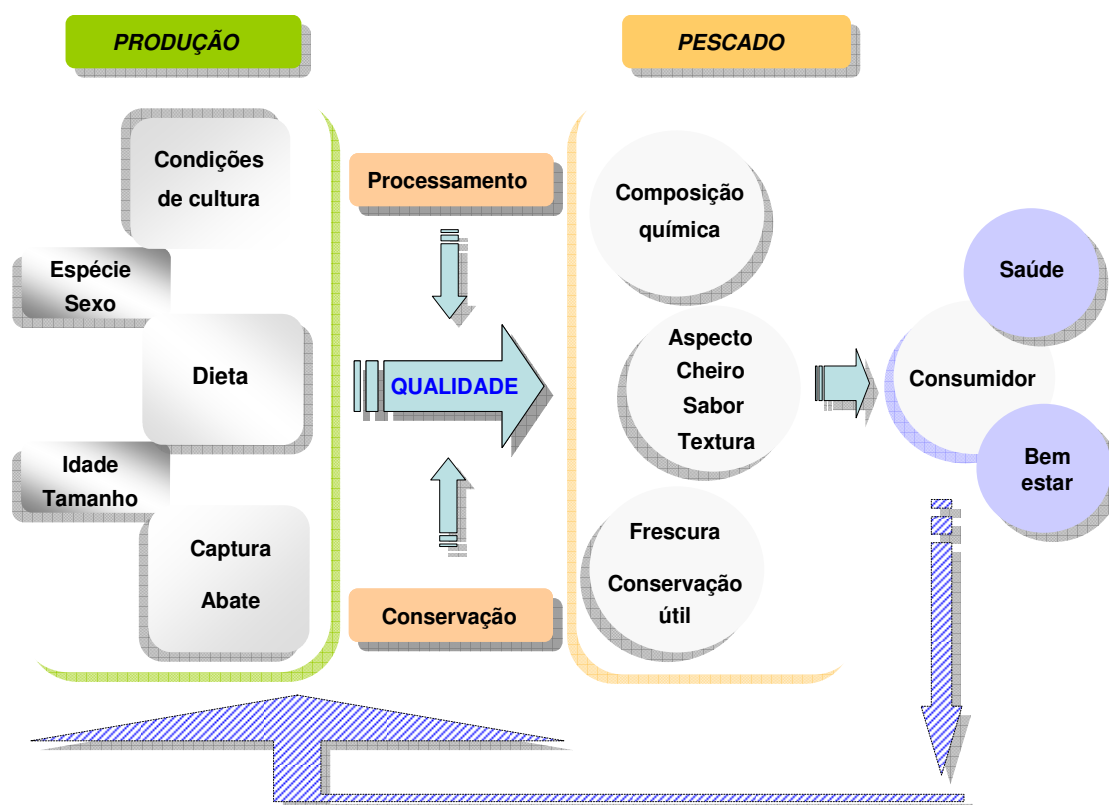 PRODUÇÃO
PESCADO
Condições
de cultura
Espécie
Sexo
Dieta
Idade
Tamanho
Captura
Abate
Processamento
QUALIDADE
Conservação
Composição
química
Aspecto
Cheiro
Sabor
Textura
Frescura
Conservação
útil
Saúde
Consumidor
Bem
estar